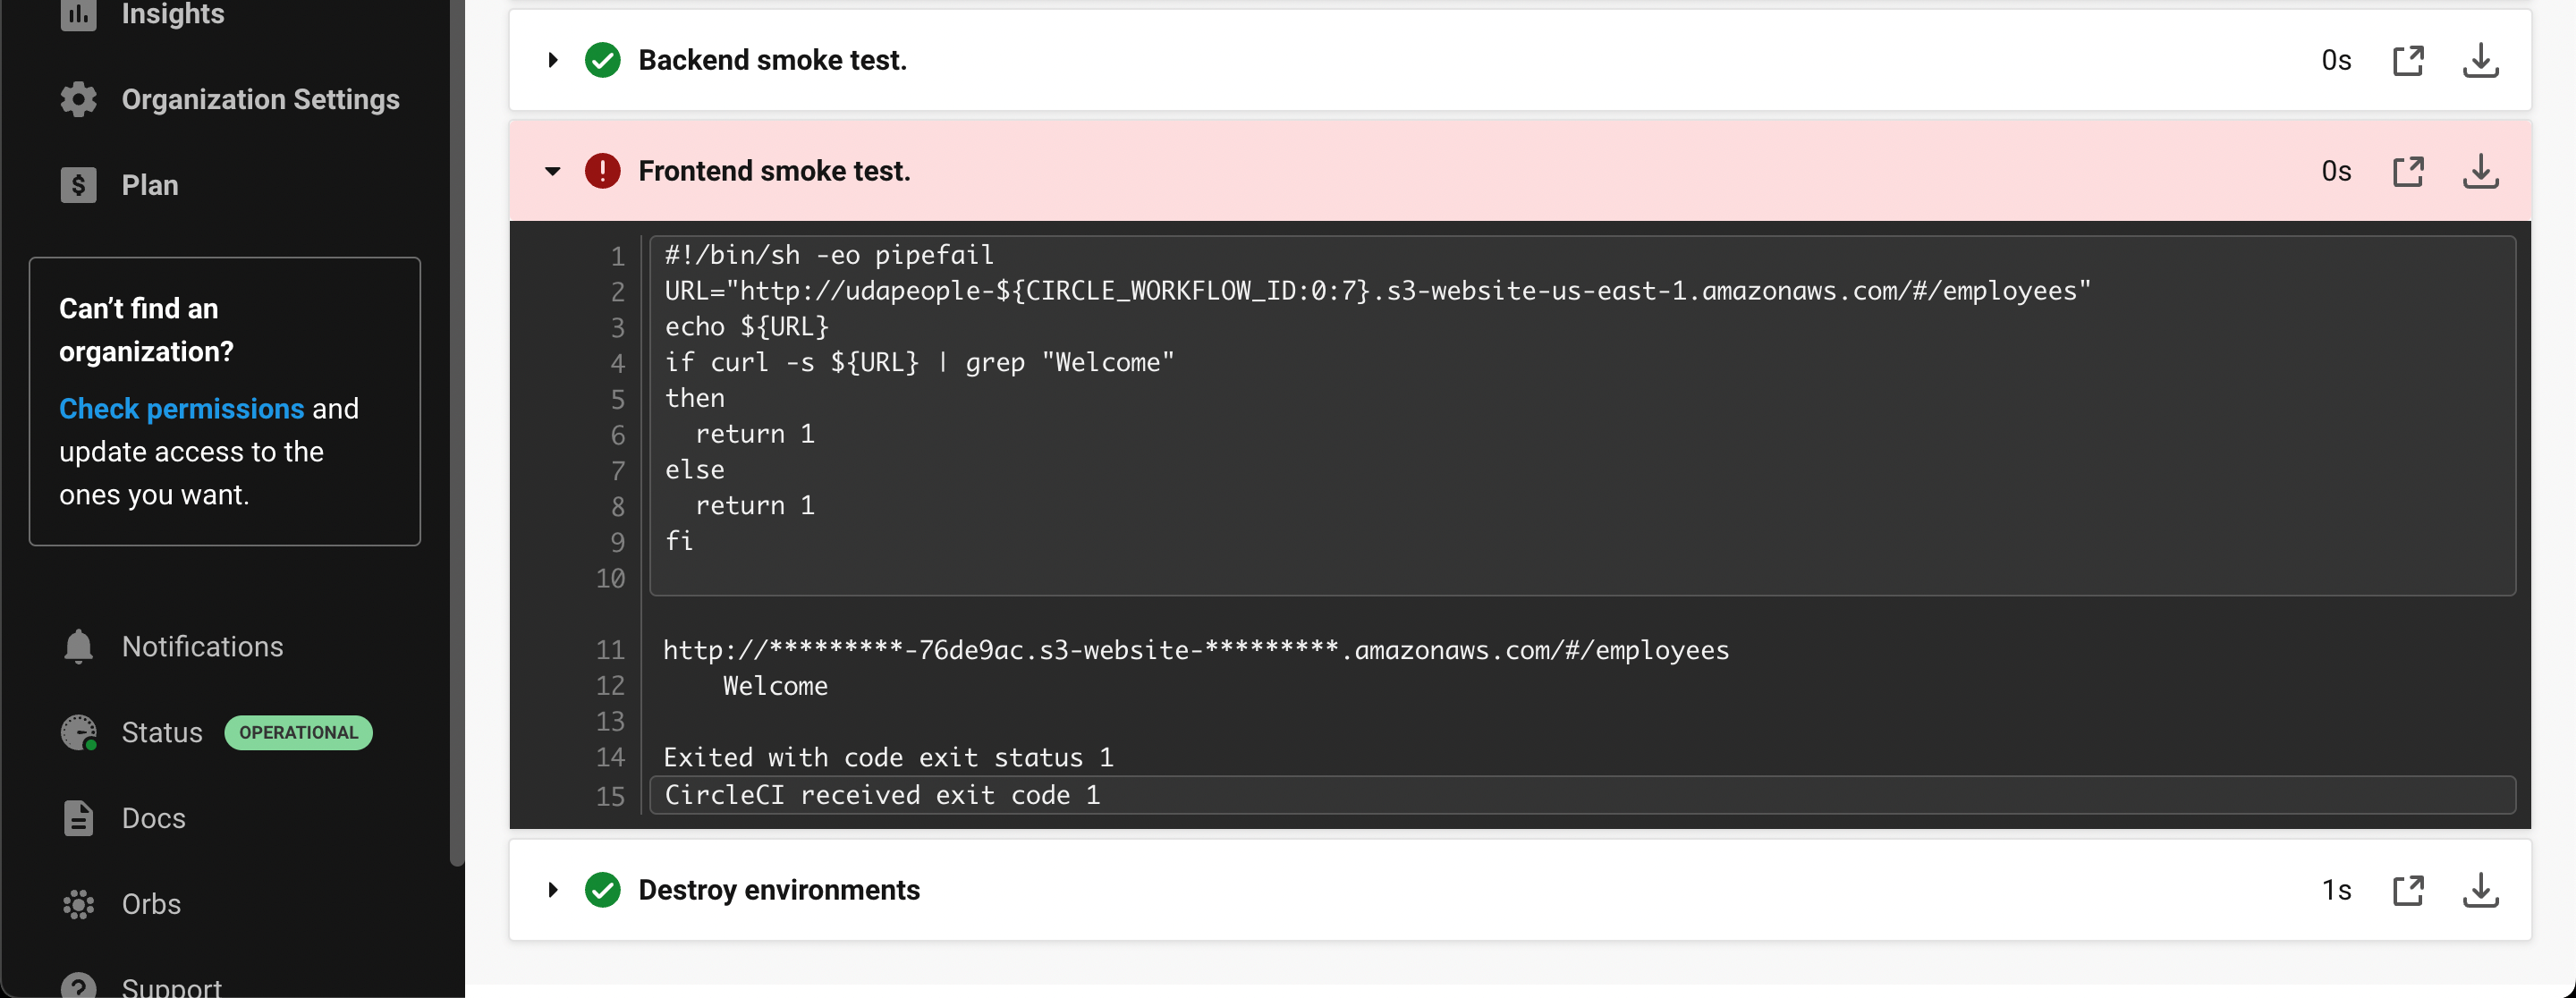 Insights
Organization Settings
$
Plan
Can’t find an
organization?
Check permissions and
update access to the
ones you want.
Notifications
Status OPERATIONAL
Docs
Orbs
? Support
Backend smoke test. 0s
! Frontend smoke test. 0s
1 #!/bin/sh -eo pipefail
2 URL="http://udapeople-${CIRCLE_WORKFLOW_ID:0:7}.s3-website-us-east-1.amazonaws.com/#/employees"
3 echo ${URL}
4 if curl -s ${URL} | grep "Welcome"
5 then
6   return 1
7 else
8   return 1
9 fi
10
11 http://*********-76de9ac.s3-website-*********.amazonaws.com/#/employees
12     Welcome
13
14 Exited with code exit status 1
15 CircleCI received exit code 1
Destroy environments 1s